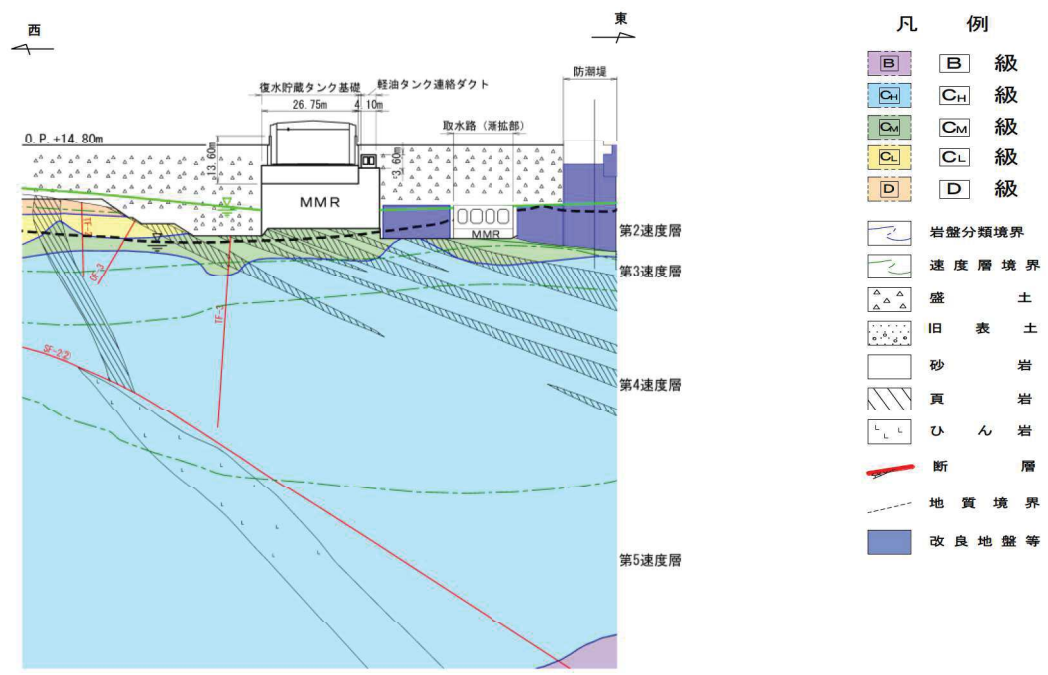 西
東
防潮堤
復水貯蔵タンク基礎
軽油タンク連絡ダクト
26.75m
4.10m
取水路（漸拡部）
O.P.+14.80m
13.60m
3.60m
MMR
MMR
第2速度層
第3速度層
第4速度層
第5速度層
SF-2(2)
凡 例
B B 級
CH CH 級
CM CM 級
CL CL 級
D D 級
岩盤分類境界
速度層境界
盛土
旧表土
砂岩
頁岩
ひん岩
断層
地質境界
改良地盤等